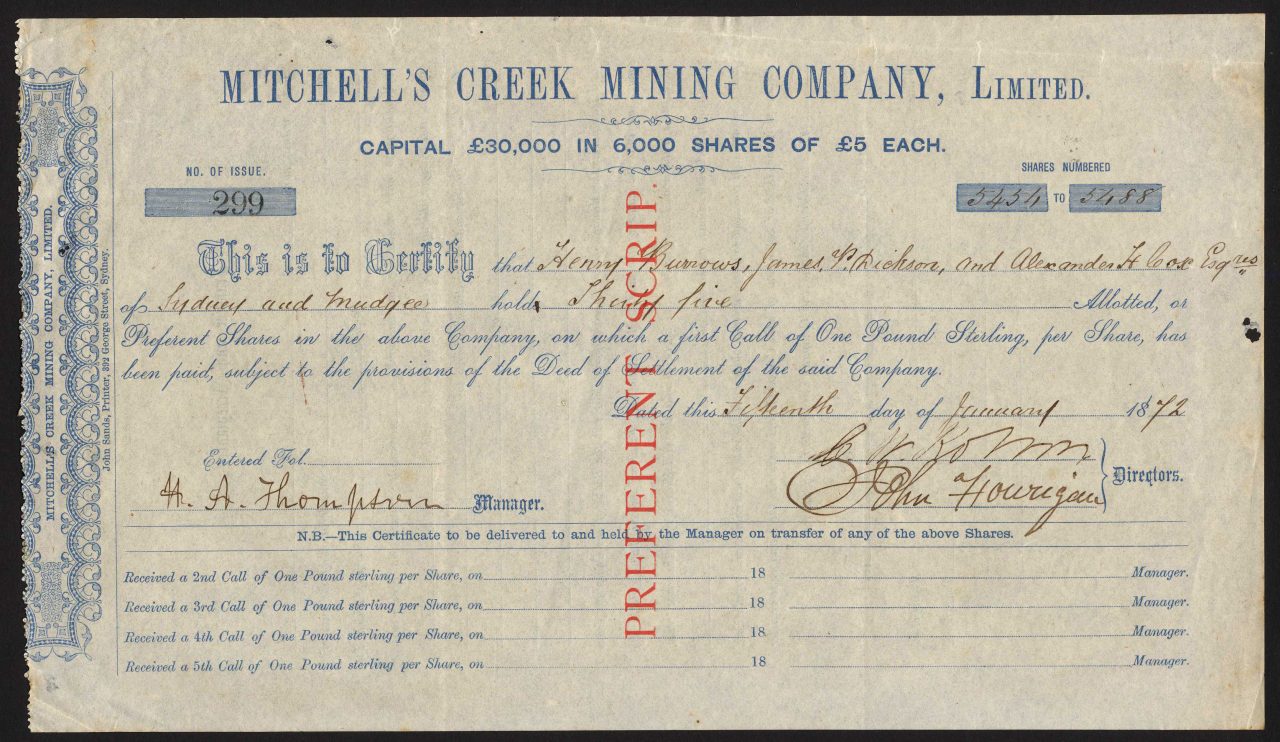 MITCHELL'S CREEK MINING COMPANY, LIMITED.
CAPITAL £30,000 IN 6,000 SHARES OF £5 EACH.
NO. OF ISSUE.
299
SHARES NUMBERED
5454 TO 5488
This is to Certify that Henry Burrows, James P Dickson, and Alexander H Cox Esqres
of Sydney and Mudgee hold Thirty five Allotted, or
Preferent Shares in the above Company, on which a first Call of One Pound Sterling, per Share, has
been paid, subject to the provisions of the Deed of Settlement of the said Company.
Dated this Fifteenth day of January 1872
Entered Fol.
H. A. Thompson Manager.
John Hourigan
Direqtors.
N.B.—This Certificate to be delivered to and held by the Manager on transfer of any of the above Shares.
Received a 2nd Call of One Pound sterling per Share, on 18 Manager.
Received a 3rd Call of One Pound sterling per Share, on 18 Manager.
Received a 4th Call of One Pound sterling per Share, on 18 Manager.
Received a 5th Call of One Pound sterling per Share, on 18 Manager.
PREFERENT SCRIP.
MITCHELL'S CREEK MINING COMPANY, LIMITED.
John Sands, Printer, 392 George Street, Sydney.